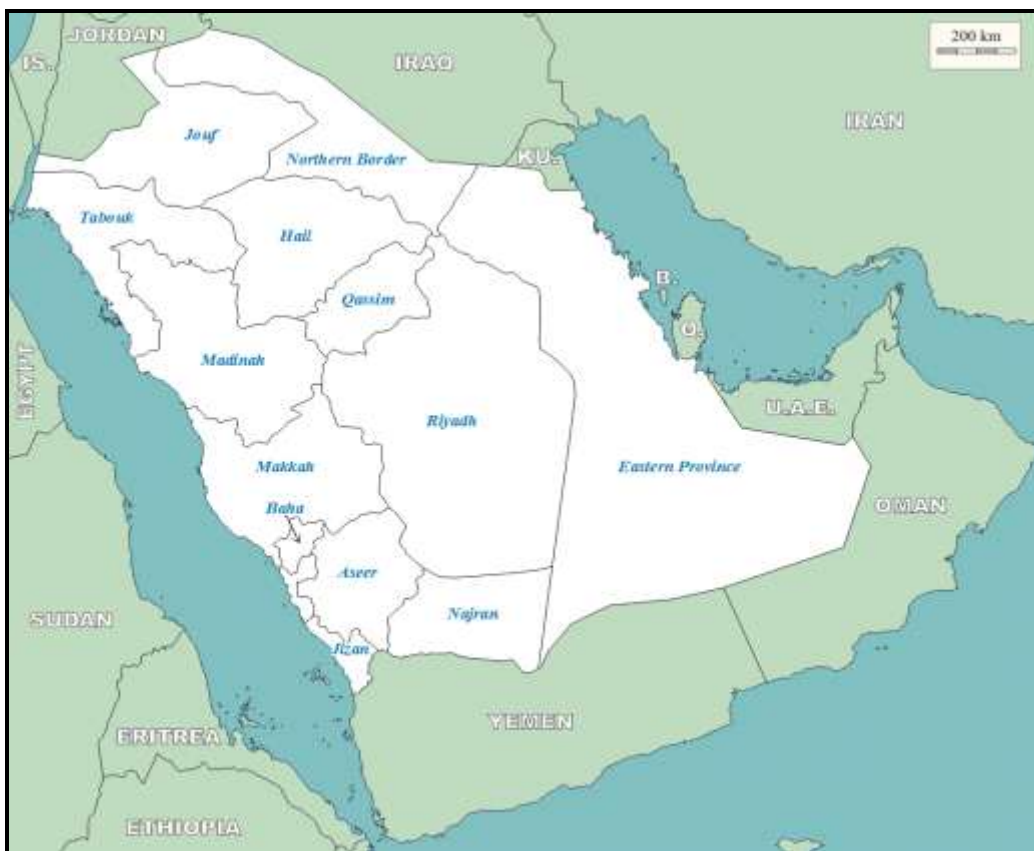 JORDAN
200 km
IS.
IRAQ
IRAN
Jouf
Northern Border
KU.
Tabouk
Hail
B.
Qassim
Q.
Madinah
EGYPT
U.A.E.
Riyadh
Makkah
Eastern Province
Baha
OMAN
Aseer
SUDAN
Najran
Jizan
YEMEN
ERITREA
ETHIOPIA